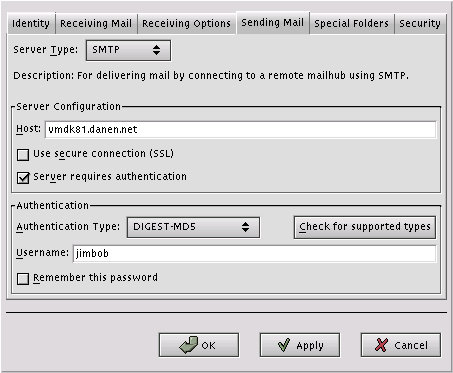 Identity Receiving Mail Receiving Options Sending Mail Special Folders Security
Server Type: SMTP
Description: For delivering mail by connecting to a remote mailhub using SMTP.
Server Configuration
Host: vmdk81.danen.net
Use secure connection (SSL)
Server requires authentication
Authentication
Authentication Type: DIGEST-MD5 Check for supported types
Username: jimbob
Remember this password
OK Apply Cancel